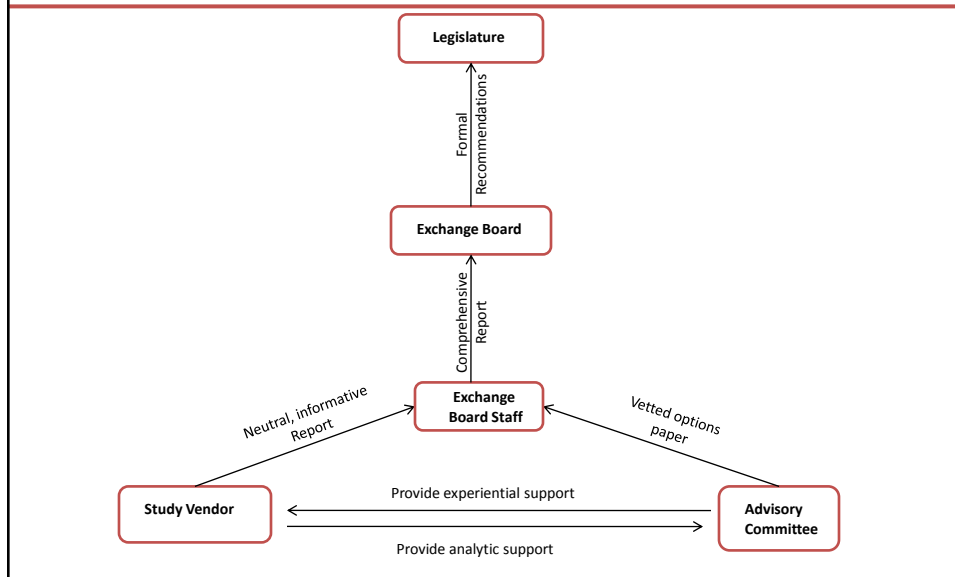 Legislature
Formal
Recommendations
Exchange Board
Comprehensive
Report
Exchange
Board Staff
Neutral, informative
Report
Vetted options
paper
Study Vendor
Provide experiential support
Provide analytic support
Advisory
Committee